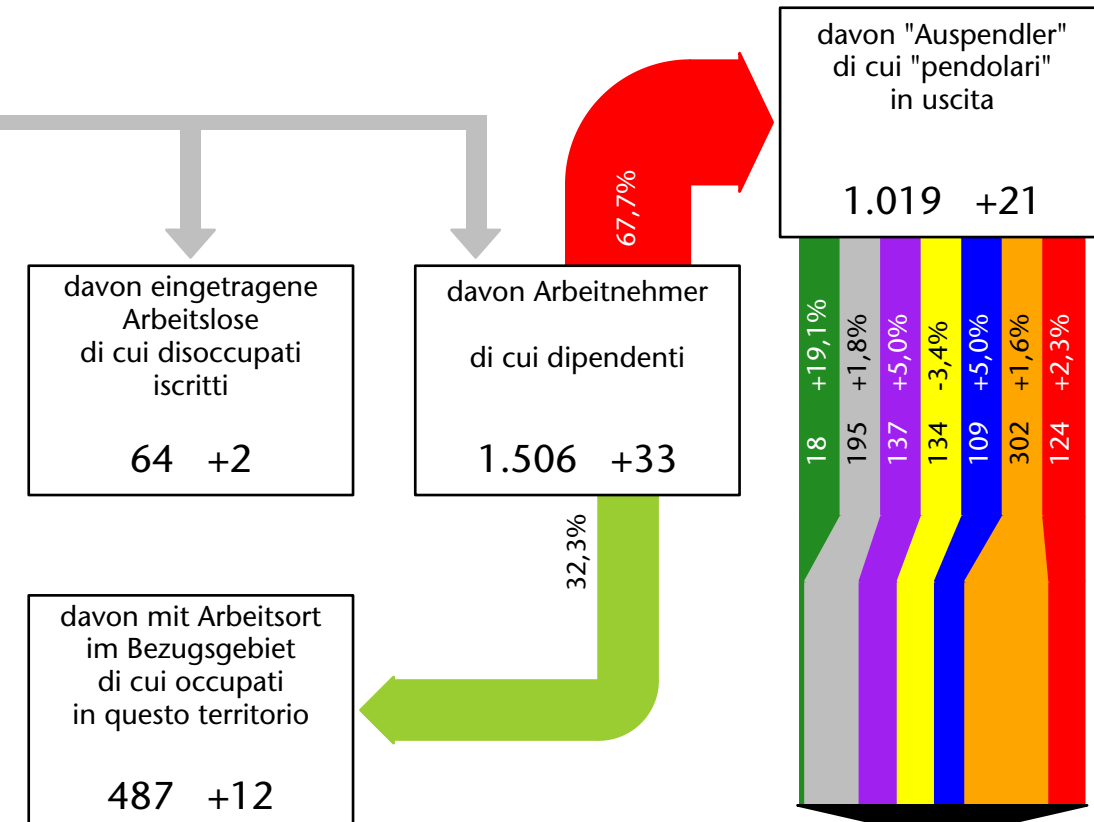 davon "Auspendler"
di cui "pendolari"
in uscita
1.019 +21
67,7%
davon eingetragene
Arbeitslose
di cui disoccupati
iscritti
64 +2
davon Arbeitnehmer
di cui dipendenti
1.506 +33
18 +19,1%
195 +1,8%
137 +5,0%
134 -3,4%
109 +5,0%
302 +1,6%
124 +2,3%
32,3%
davon mit Arbeitsort
im Bezugsgebiet
di cui occupati
in questo territorio
487 +12